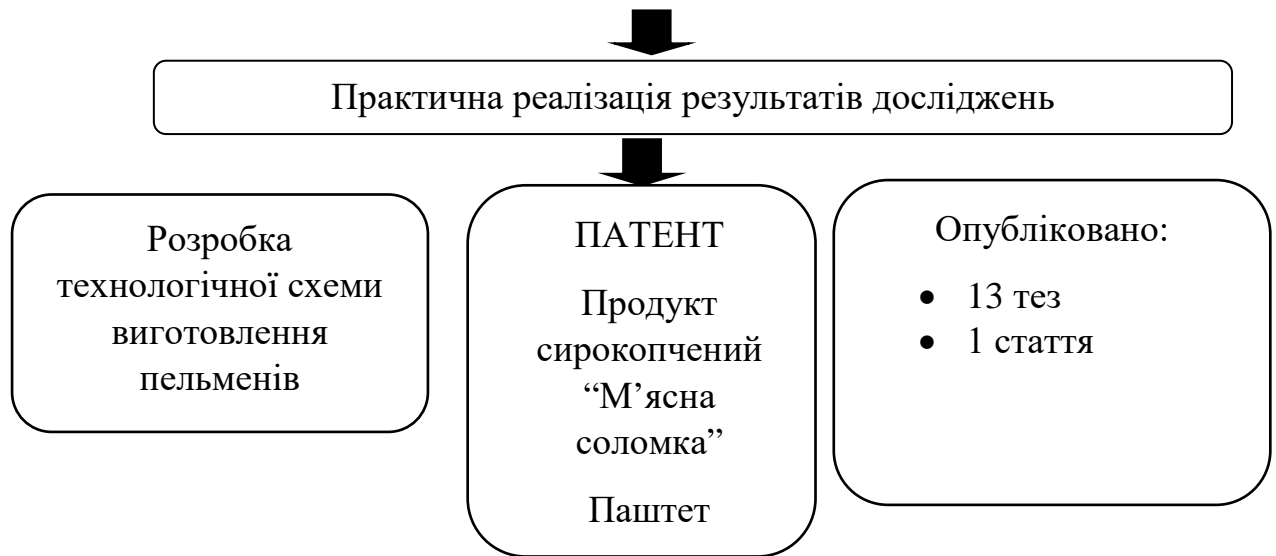 Практична реалізація результатів досліджень
Розробка
технологічної схеми
виготовлення
пельменів
ПАТЕНТ
Продукт
сирокопчений
“М’ясна
соломка”
Паштет
Опубліковано:
• 13 тез
• 1 стаття